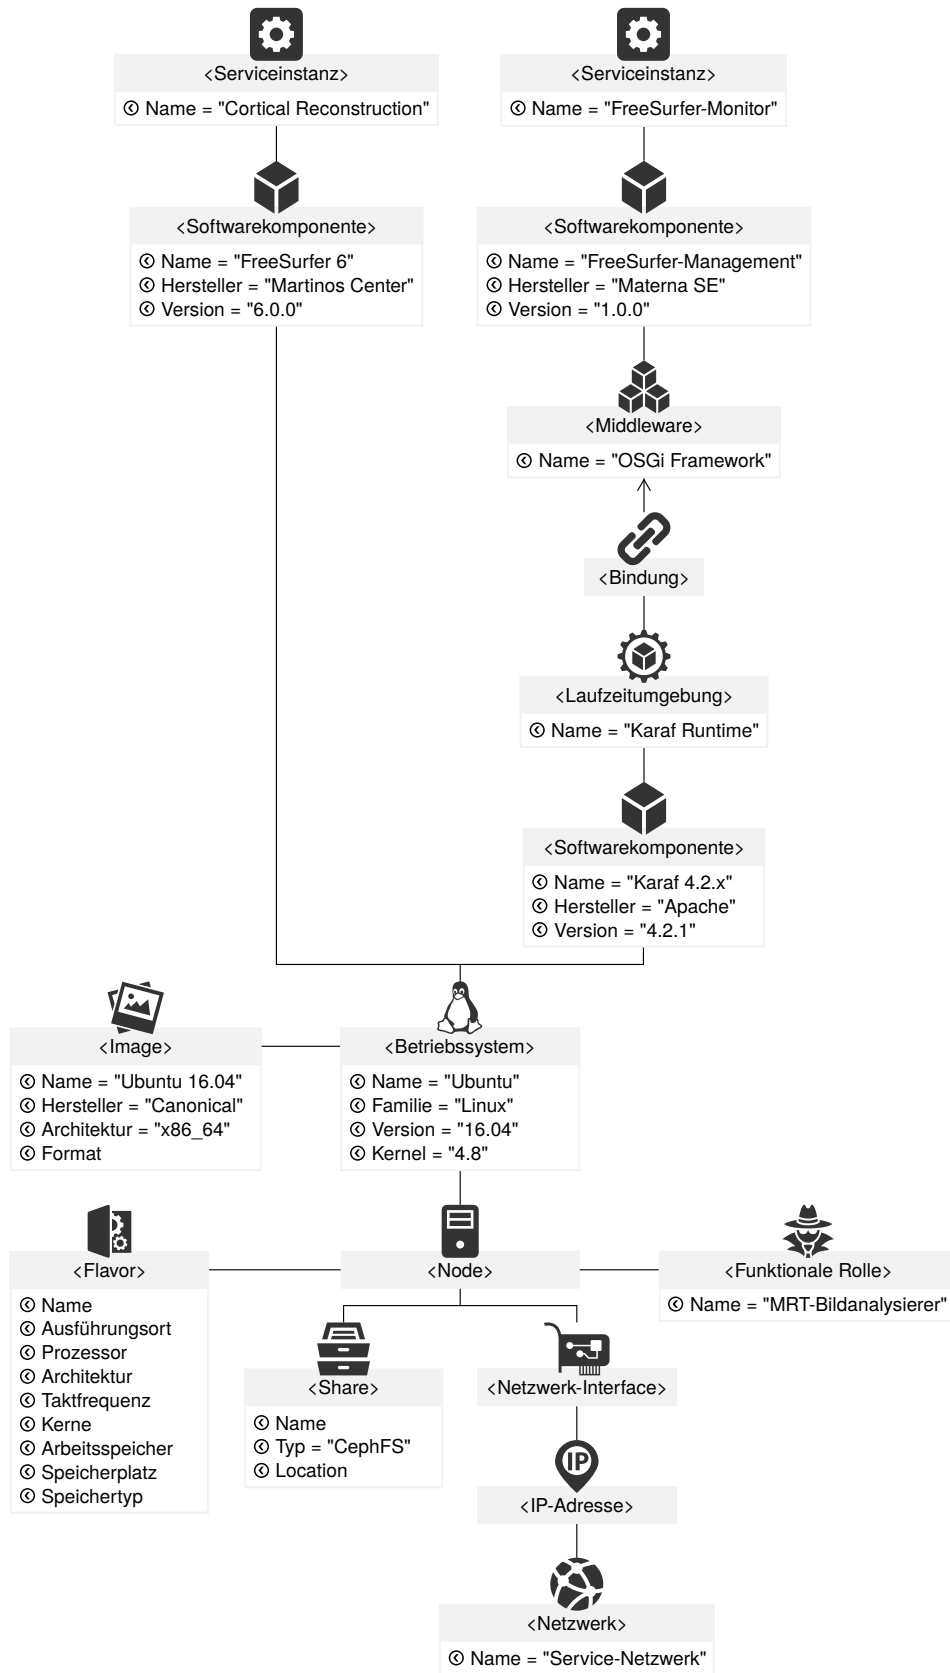 <Serviceinstanz>
Name = "Cortical Reconstruction"
<Serviceinstanz>
Name = "FreeSurfer-Monitor"
<Softwarekomponente>
Name = "FreeSurfer 6"
Hersteller = "Martinos Center"
Version = "6.0.0"
<Softwarekomponente>
Name = "FreeSurfer-Management"
Hersteller = "Materna SE"
Version = "1.0.0"
<Middleware>
Name = "OSGi Framework"
<Bindung>
<Laufzeitumgebung>
Name = "Karaf Runtime"
<Softwarekomponente>
Name = "Karaf 4.2.x"
Hersteller = "Apache"
Version = "4.2.1"
<Image>
Name = "Ubuntu 16.04"
Hersteller = "Canonical"
Architektur = "x86_64"
Format
<Betriebssystem>
Name = "Ubuntu"
Familie = "Linux"
Version = "16.04"
Kernel = "4.8"
<Flavor>
Name
Ausführungsort
Prozessor
Architektur
Taktfrequenz
Kerne
Arbeitsspeicher
Speicherplatz
Speichertyp
<Node>
<Funktionale Rolle>
Name = "MRT-Bildanalysierer"
<Share>
Name
Typ = "CephFS"
Location
<Netzwerk-Interface>
IP
<IP-Adresse>
<Netzwerk>
Name = "Service-Netzwerk"